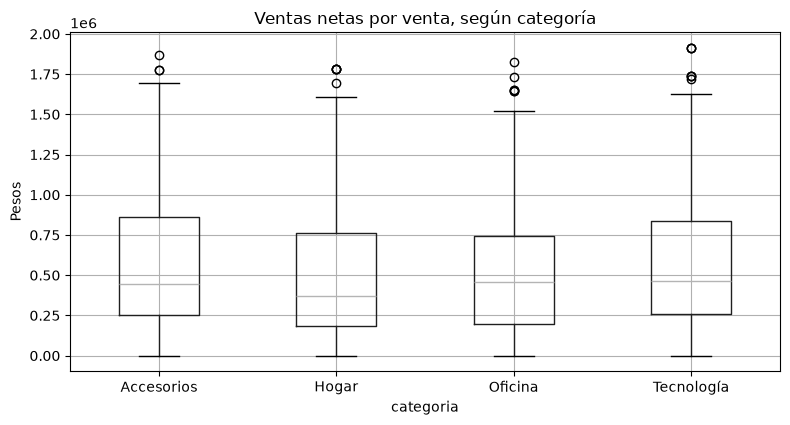 Ventas netas por venta, según categoría
1e6
2.00
1.75
1.50
1.25
1.00
0.75
0.50
0.25
0.00
Pesos
Accesorios Hogar Oficina Tecnología
categoria